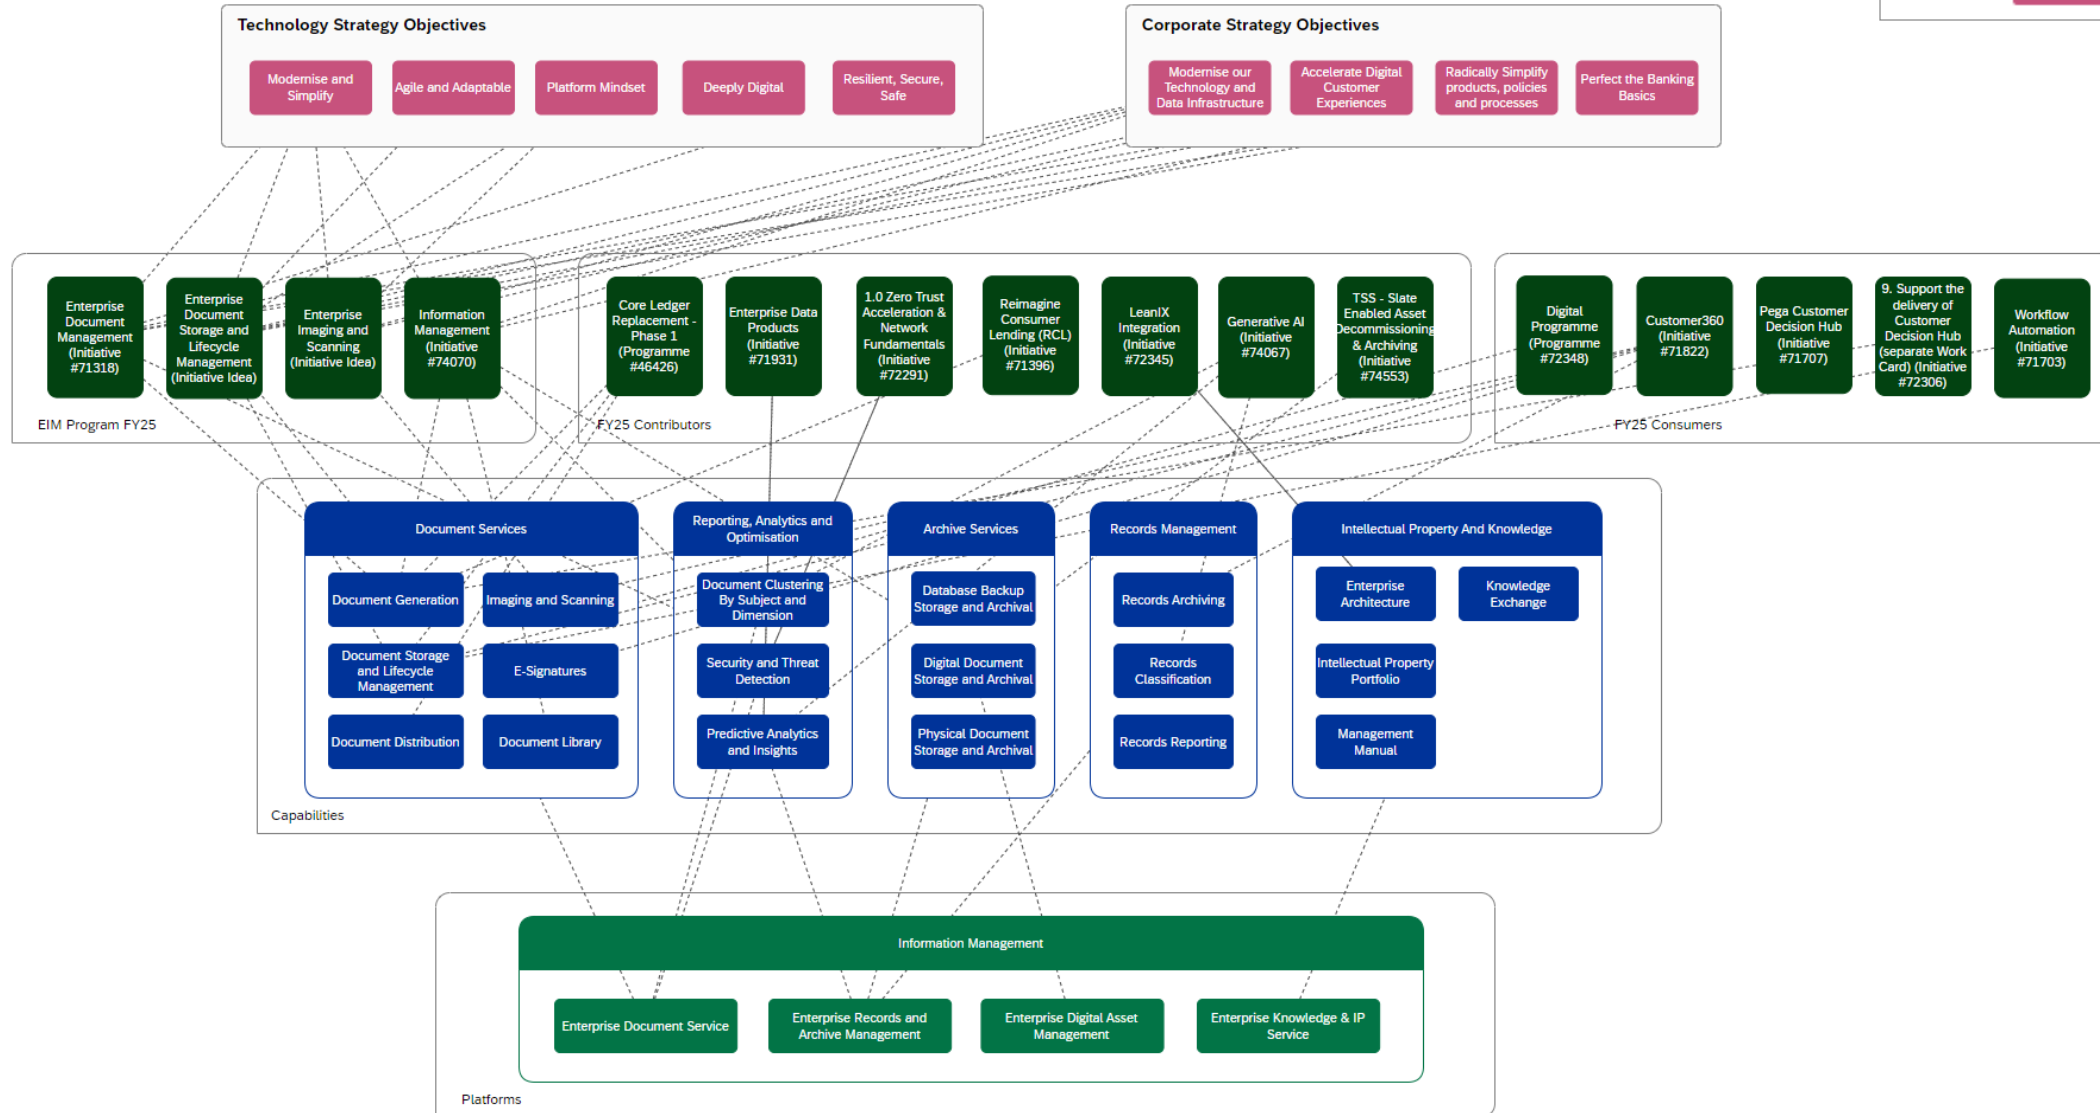 Technology Strategy Objectives
Modernise and
Simplify
Agile and Adaptable
Platform Mindset
Deeply Digital
Resilient, Secure,
Safe
Corporate Strategy Objectives
Modernise our
Technology and
Data Infrastructure
Accelerate Digital
Customer
Experiences
Radically Simplify
products, policies
and processes
Perfect the Banking
Basics
Enterprise
Document
Management
(Initiative
#71318)
Enterprise
Document
Storage and
Lifecycle
Management
(Initiative Idea)
Enterprise
Imaging and
Scanning
(Initiative Idea)
Information
Management
(Initiative
#74070)
EIM Program FY25
Core Ledger
Replacement -
Phase 1
(Programme
#46426)
Enterprise Data
Products
(Initiative
#71931)
1.0 Zero Trust
Acceleration &
Network
Fundamentals
(Initiative
#72291)
Reimagine
Consumer
Lending (RCL)
(Initiative
#71396)
LeanIX
Integration
(Initiative
#72345)
Generative AI
(Initiative
#74067)
TSS - Slate
Enabled Asset
Decommissioning
& Archiving
(Initiative
#74553)
FY25 Contributors
Digital
Programme
(Programme
#72348)
Customer360
(Initiative
#71822)
Pega Customer
Decision Hub
(Initiative
#71707)
9. Support the
delivery of
Customer
Decision Hub
(separate Work
Card) (Initiative
#72306)
Workflow
Automation
(Initiative
#71703)
FY25 Consumers
Document Services
Document Generation
Imaging and Scanning
Document Storage
and Lifecycle
Management
E-Signatures
Document Distribution
Document Library
Reporting, Analytics and
Optimisation
Document Clustering
By Subject and
Dimension
Security and Threat
Detection
Predictive Analytics
and Insights
Archive Services
Database Backup
Storage and Archival
Digital Document
Storage and Archival
Physical Document
Storage and Archival
Records Management
Records Archiving
Records
Classification
Records Reporting
Intellectual Property And Knowledge
Enterprise
Architecture
Knowledge
Exchange
Intellectual Property
Portfolio
Management
Manual
Capabilities
Information Management
Enterprise Document Service
Enterprise Records and
Archive Management
Enterprise Digital Asset
Management
Enterprise Knowledge & IP
Service
Platforms